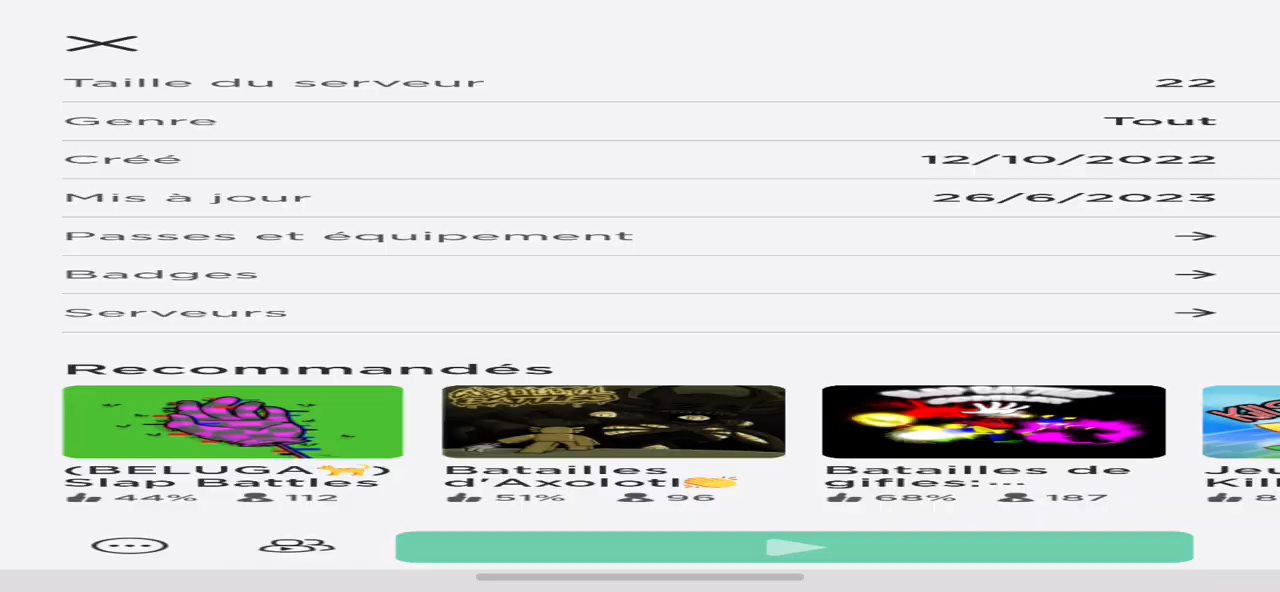 Taille du serveur 22
Genre Tout
Créé 12/10/2022
Mis à jour 26/6/2023
Passes et équipement
Badges
Serveurs
Recommandés
(BELUGA🐈)
Slap Battles
44% 112
Batailles
d'Axolotl👏
51% 96
Batailles de
gifles:...
68% 187